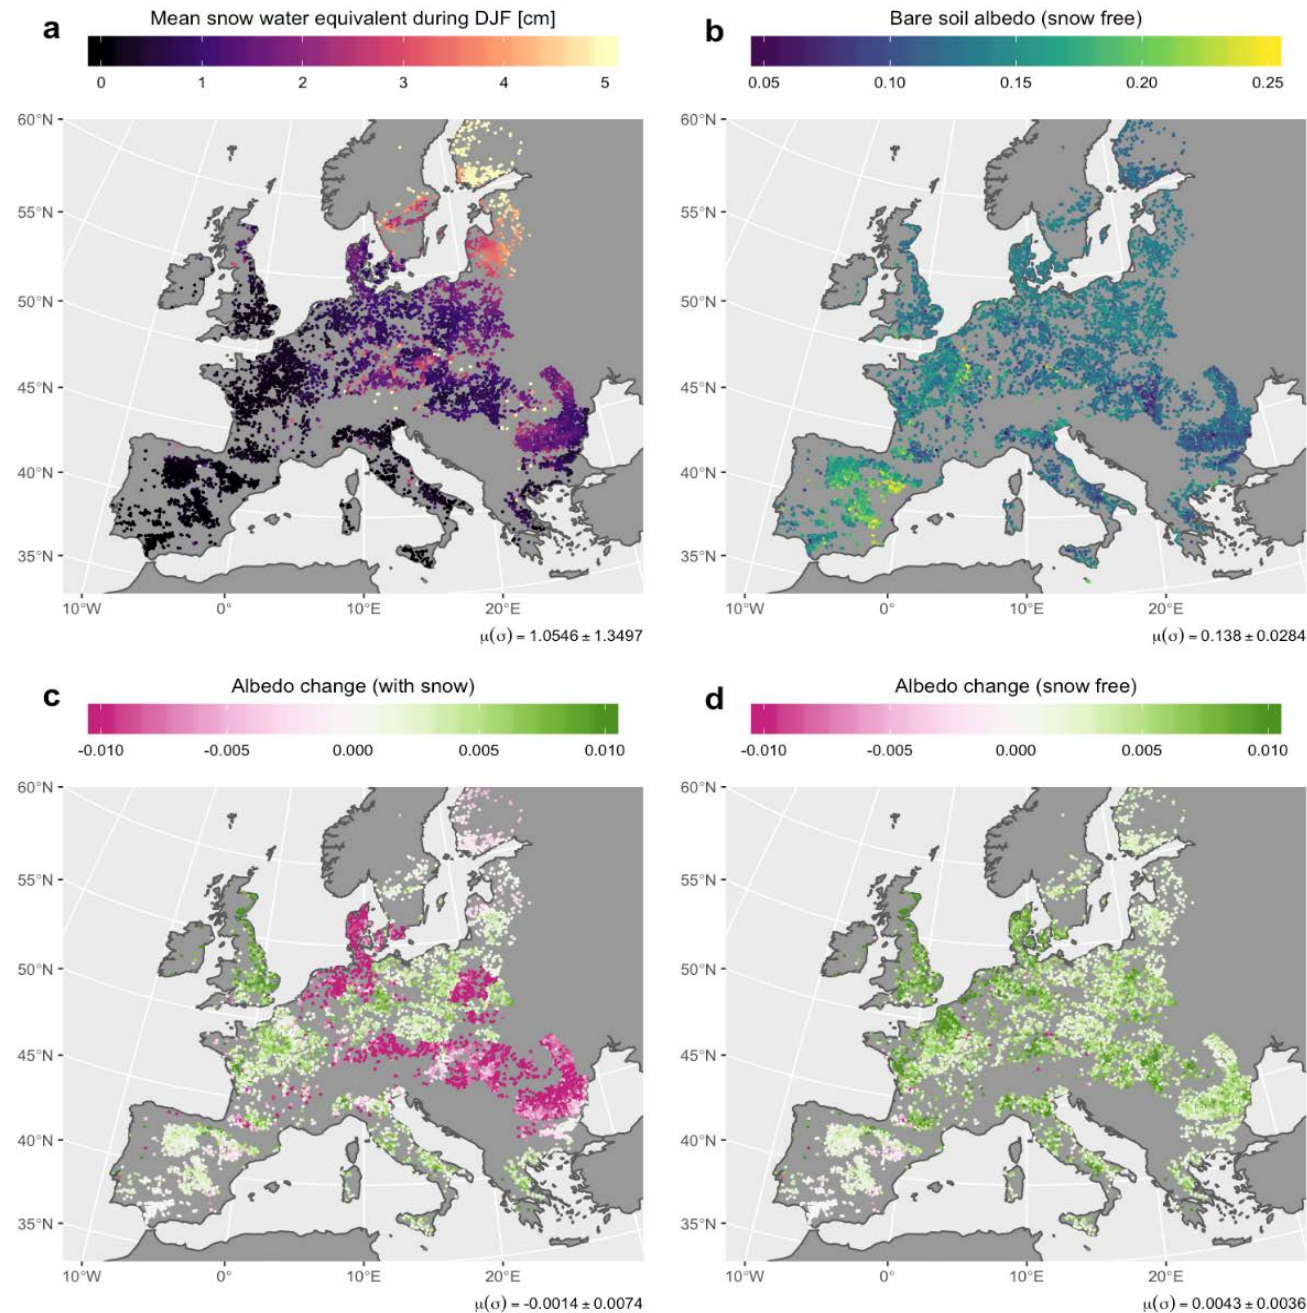 a Mean snow water equivalent during DJF [cm]
0 1 2 3 4 5
60°N
55°N
50°N
45°N
40°N
35°N
10°W 0° 10°E 20°E
μ(σ) = 1.0546 ± 1.3497
b Bare soil albedo (snow free)
0.05 0.10 0.15 0.20 0.25
60°N
55°N
50°N
45°N
40°N
35°N
10°W 0° 10°E 20°E
μ(σ) = 0.138 ± 0.0284
c Albedo change (with snow)
-0.010 -0.005 0.000 0.005 0.010
60°N
55°N
50°N
45°N
40°N
35°N
10°W 0° 10°E 20°E
μ(σ) = -0.0014 ± 0.0074
d Albedo change (snow free)
-0.010 -0.005 0.000 0.005 0.010
60°N
55°N
50°N
45°N
40°N
35°N
10°W 0° 10°E 20°E
μ(σ) = 0.0043 ± 0.0036